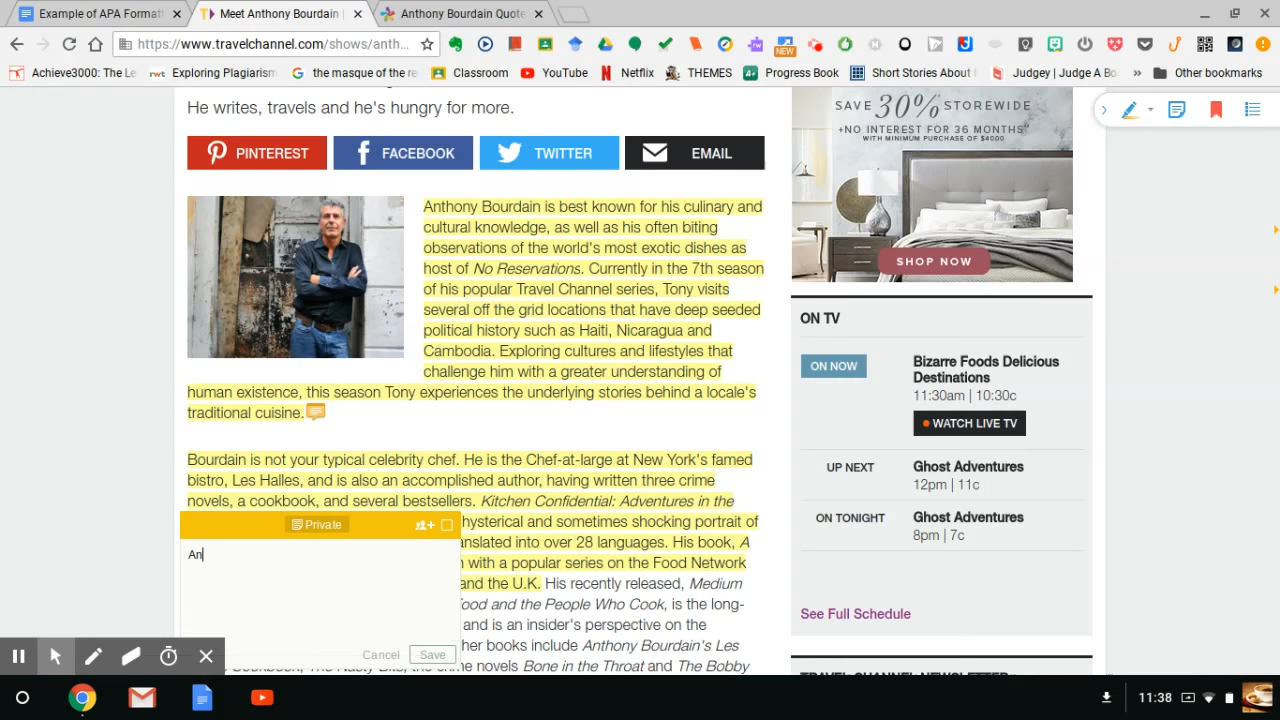 Example of APA Formatt
Meet Anthony Bourdain |
Anthony Bourdain Quote
https://www.travelchannel.com/shows/anth...
NEW
Achieve3000: The Le
rwt Exploring Plagiarism
the masque of the re
Classroom
YouTube
Netflix
THEMES
Progress Book
Short Stories About
Judgey | Judge A Bo
Other bookmarks
He writes, travels and he's hungry for more.
PINTEREST
FACEBOOK
TWITTER
EMAIL
Anthony Bourdain is best known for his culinary and
cultural knowledge, as well as his often biting
observations of the world's most exotic dishes as
host of No Reservations. Currently in the 7th season
of his popular Travel Channel series, Tony visits
several off the grid locations that have deep seeded
political history such as Haiti, Nicaragua and
Cambodia. Exploring cultures and lifestyles that
challenge him with a greater understanding of
human existence, this season Tony experiences the underlying stories behind a locale's
traditional cuisine.
Bourdain is not your typical celebrity chef. He is the Chef-at-large at New York's famed
bistro, Les Halles, and is also an accomplished author, having written three crime
novels, a cookbook, and several bestsellers. Kitchen Confidential: Adventures in the
hysterical and sometimes shocking portrait of
anslated into over 28 languages. His book, A
with a popular series on the Food Network
and the U.K. His recently released, Medium
Food and the People Who Cook, is the long-
and is an insider's perspective on the
her books include Anthony Bourdain's Les
novels Bone in the Throat and The Bobby
Private
An
Cancel
Save
SAVE 30% STOREWIDE
+NO INTEREST FOR 36 MONTHS*
WITH MINIMUM PURCHASE OF $4000
SHOP NOW
ON TV
ON NOW
Bizarre Foods Delicious
Destinations
11:30am | 10:30c
WATCH LIVE TV
UP NEXT
Ghost Adventures
12pm | 11c
ON TONIGHT
Ghost Adventures
8pm | 7c
See Full Schedule
TRAVEL CHANNEL NEWSLETTER
11:38